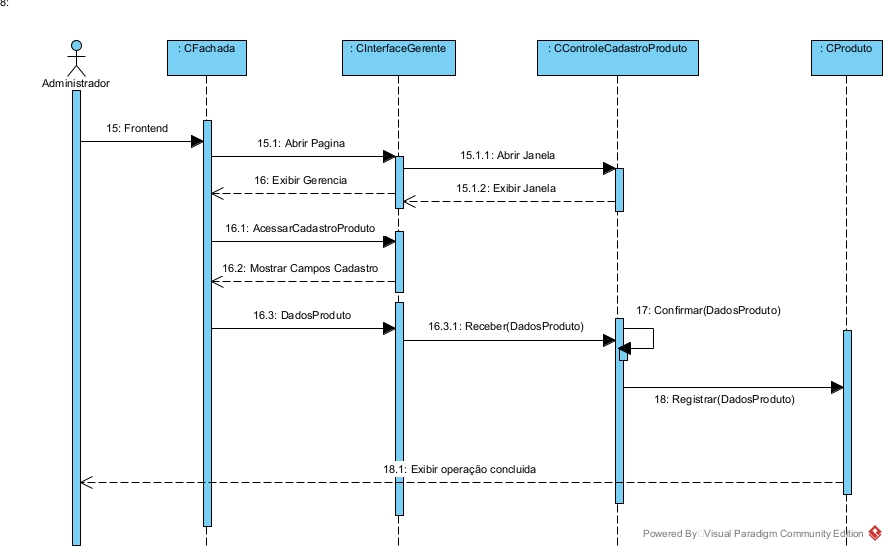 8:
: CFachada
: CInterfaceGerente
: CControleCadastroProduto
: CProduto
Administrador
15: Frontend
15.1: Abrir Pagina
15.1.1: Abrir Janela
16: Exibir Gerencia
15.1.2: Exibir Janela
16.1: AcessarCadastroProduto
16.2: Mostrar Campos Cadastro
16.3: DadosProduto
16.3.1: Receber(DadosProduto)
17: Confirmar(DadosProduto)
18: Registrar(DadosProduto)
18.1: Exibir operação concluida
Powered By Visual Paradigm Community Edition